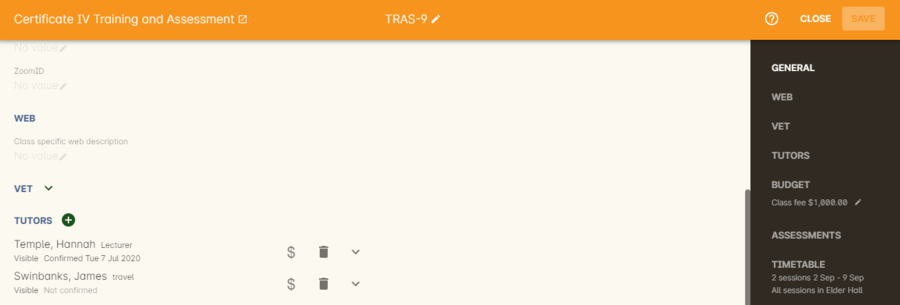 Certificate IV Training and Assessment
TRAS-9
CLOSE
SAVE
No value
ZoomID
No value
WEB
Class specific web description
No value
VET
TUTORS
Temple, Hannah Lecturer
Visible Confirmed Tue 7 Jul 2020
$
Swinbanks, James travel
Visible Not confirmed
$
GENERAL
WEB
VET
TUTORS
BUDGET
Class fee $1,000.00
ASSESSMENTS
TIMETABLE
2 sessions 2 Sep - 9 Sep
All sessions in Elder Hall